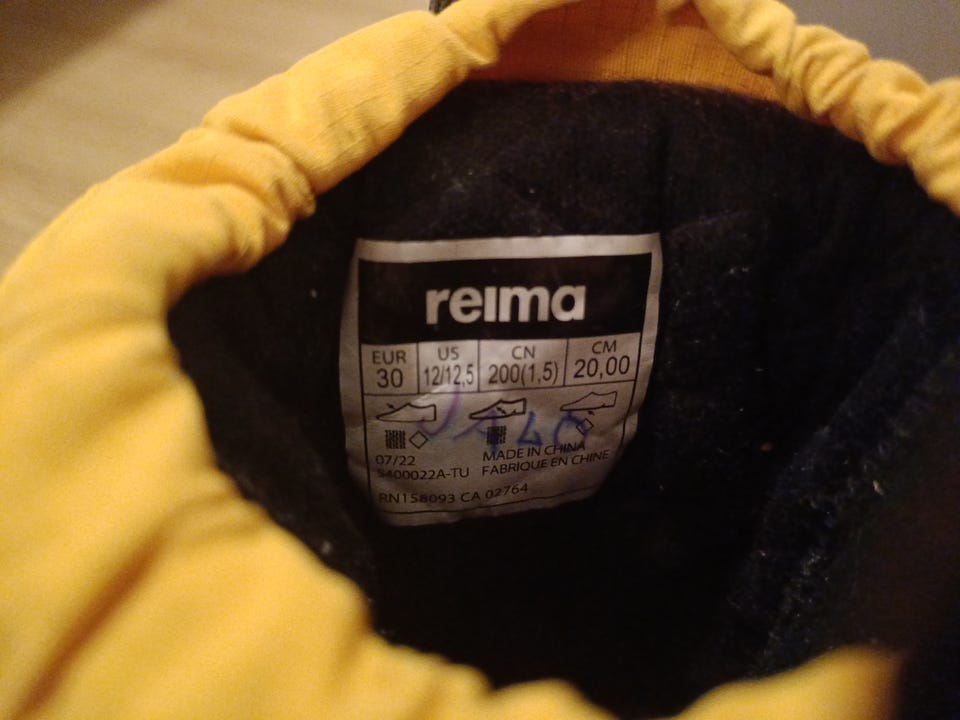 reima
EUR US CN CM
30 12/12,5 200(1,5) 20,00
07/22 MADE IN CHINA
5400022A-TU FABRIQUE EN CHINE
RN158093 CA 02764